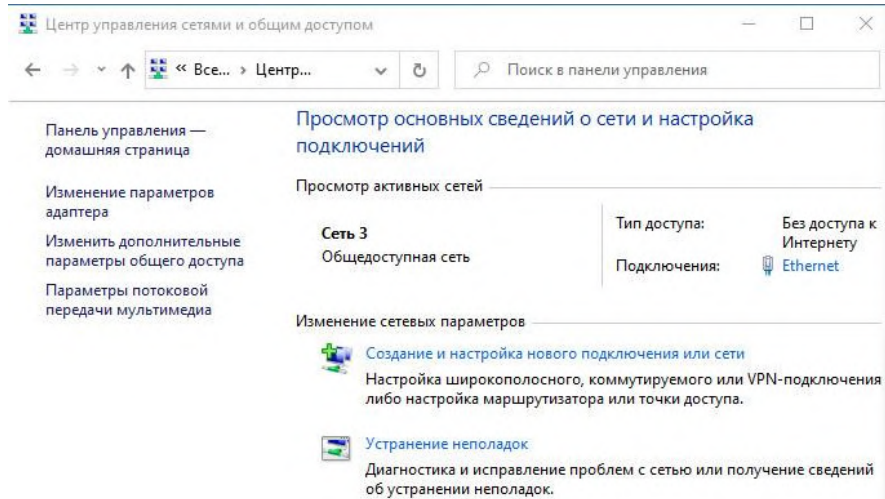 Центр управления сетями и общим доступом
« Все... › Центр...
Поиск в панели управления
Панель управления —
домашняя страница
Изменение параметров
адаптера
Изменить дополнительные
параметры общего доступа
Параметры потоковой
передачи мультимедиа
Просмотр основных сведений о сети и настройка
подключений
Просмотр активных сетей
Сеть 3
Общедоступная сеть
Тип доступа: Без доступа к
Интернету
Подключения: Ethernet
Изменение сетевых параметров
Создание и настройка нового подключения или сети
Настройка широкополосного, коммутируемого или VPN-подключения
либо настройка маршрутизатора или точки доступа.
Устранение неполадок
Диагностика и исправление проблем с сетью или получение сведений
об устранении неполадок.